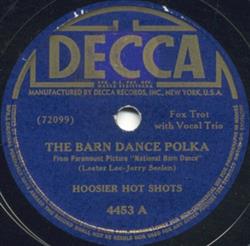 DECCA
MANUFACTURED BY DECCA RECORDS, INC., NEW YORK, U.S.A.
(72099)
Fox Trot
with Vocal Trio
THE BARN DANCE POLKA
From Paramount Picture "National Barn Dance"
(Lester Lee-Jerry Seelen)
HOOSIER HOT SHOTS
4453 A